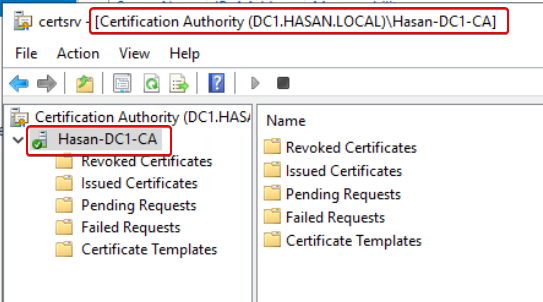 certsrv - [Certification Authority (DC1.HASAN.LOCAL)\Hasan-DC1-CA]
File Action View Help
Certification Authority (DC1.HASA
Hasan-DC1-CA
Revoked Certificates
Issued Certificates
Pending Requests
Failed Requests
Certificate Templates
Name
Revoked Certificates
Issued Certificates
Pending Requests
Failed Requests
Certificate Templates